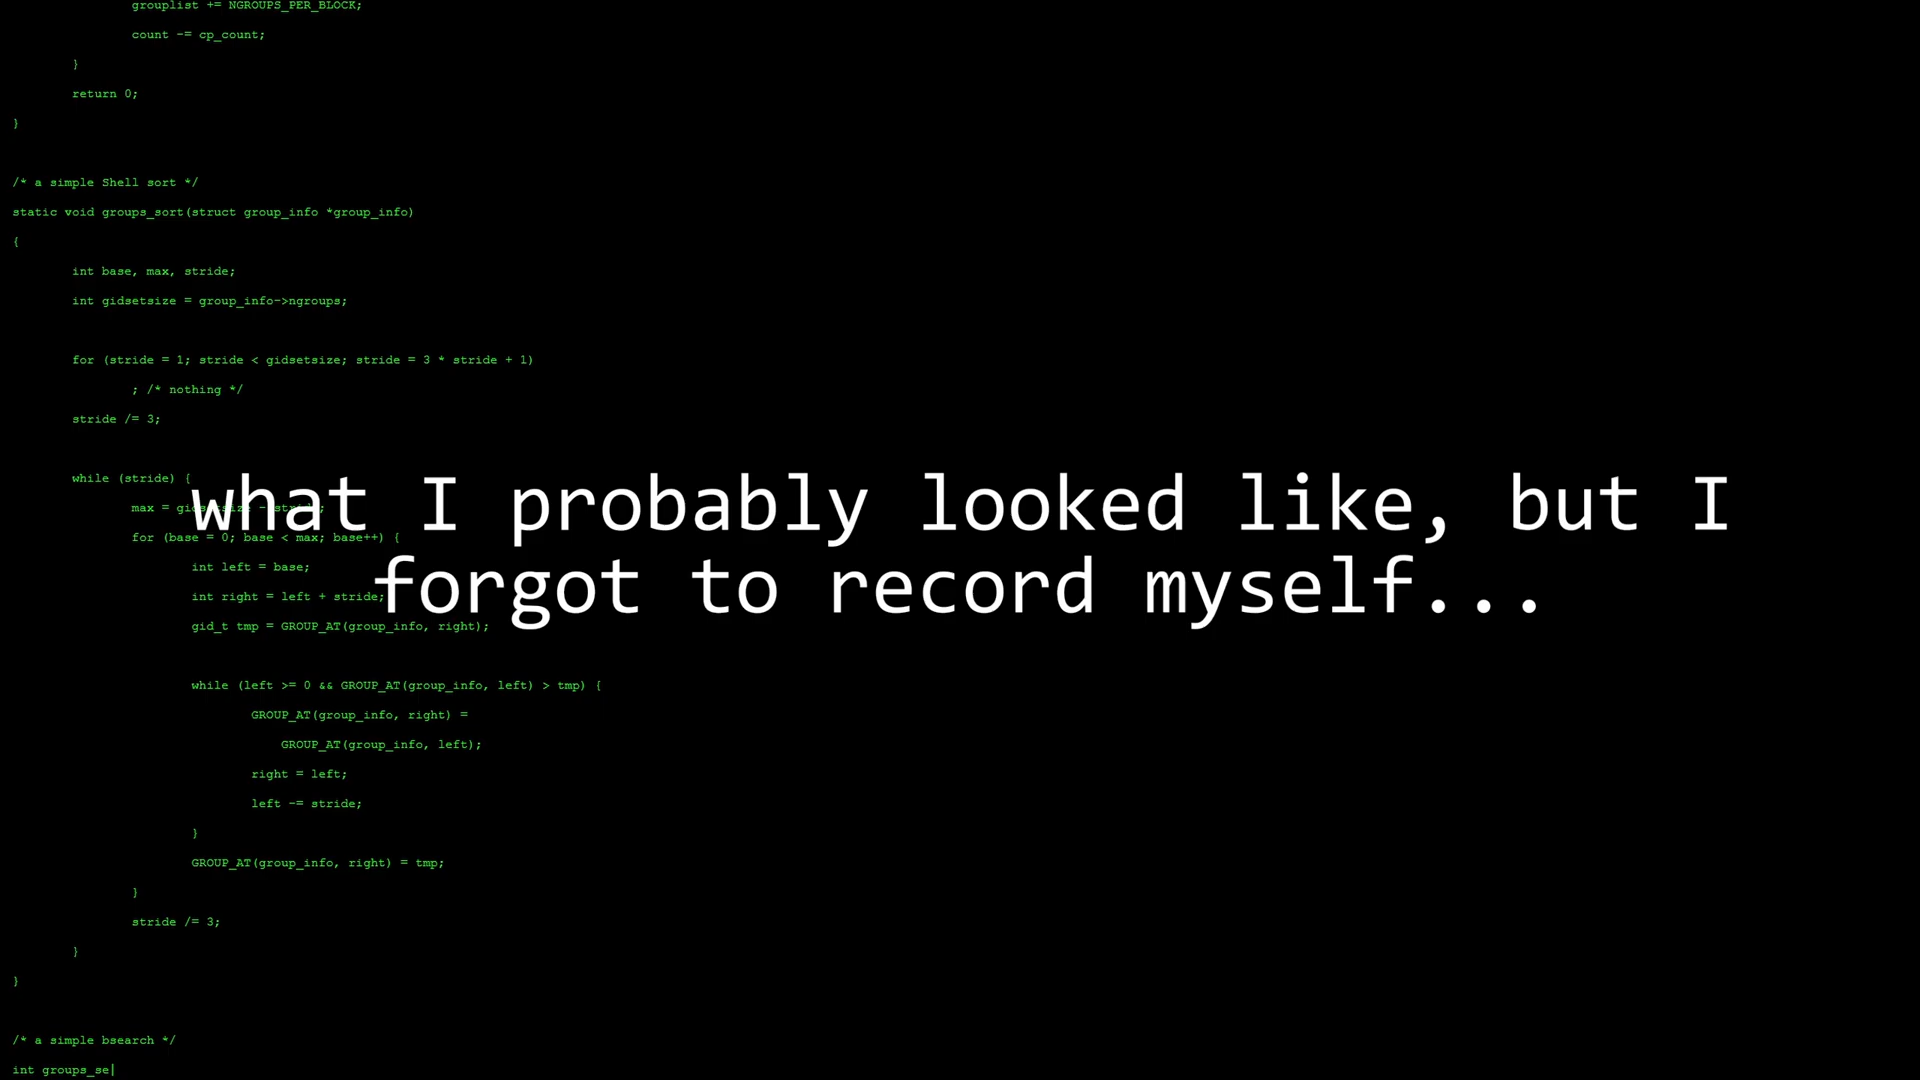 grouplist += NGROUPS_PER_BLOCK;
count -= cp_count;
}
return 0;
}
/* a simple Shell sort */
static void groups_sort(struct group_info *group_info)
{
int base, max, stride;
int gidsetsize = group_info->ngroups;
for (stride = 1; stride < gidsetsize; stride = 3 * stride + 1)
; /* nothing */
stride /= 3;
while (stride) {
max = gidsetsize - stride;
for (base = 0; base < max; base++) {
int left = base;
int right = left + stride;
gid_t tmp = GROUP_AT(group_info, right);
while (left >= 0 && GROUP_AT(group_info, left) > tmp) {
GROUP_AT(group_info, right) =
GROUP_AT(group_info, left);
right = left;
left -= stride;
}
GROUP_AT(group_info, right) = tmp;
}
stride /= 3;
}
}
/* a simple bsearch */
int groups_se
what I probably looked like, but I
forgot to record myself...